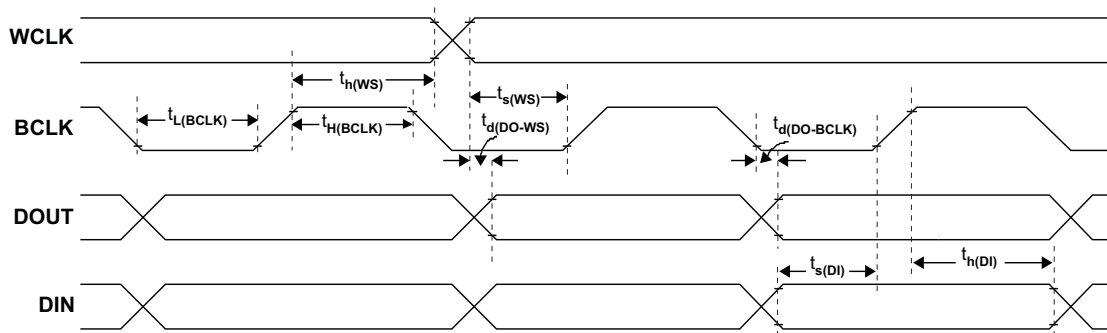 WCLK
t_h(WS)
t_s(WS)
BCLK
t_L(BCLK)
t_H(BCLK)
t_d(DO-WS)
t_d(DO-BCLK)
DOUT
t_s(DI)
t_h(DI)
DIN